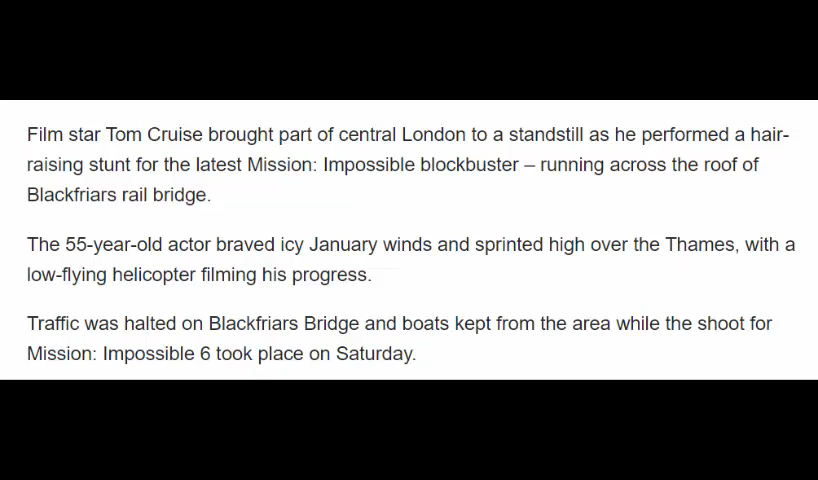 Film star Tom Cruise brought part of central London to a standstill as he performed a hair-
raising stunt for the latest Mission: Impossible blockbuster – running across the roof of
Blackfriars rail bridge.
The 55-year-old actor braved icy January winds and sprinted high over the Thames, with a
low-flying helicopter filming his progress.
Traffic was halted on Blackfriars Bridge and boats kept from the area while the shoot for
Mission: Impossible 6 took place on Saturday.